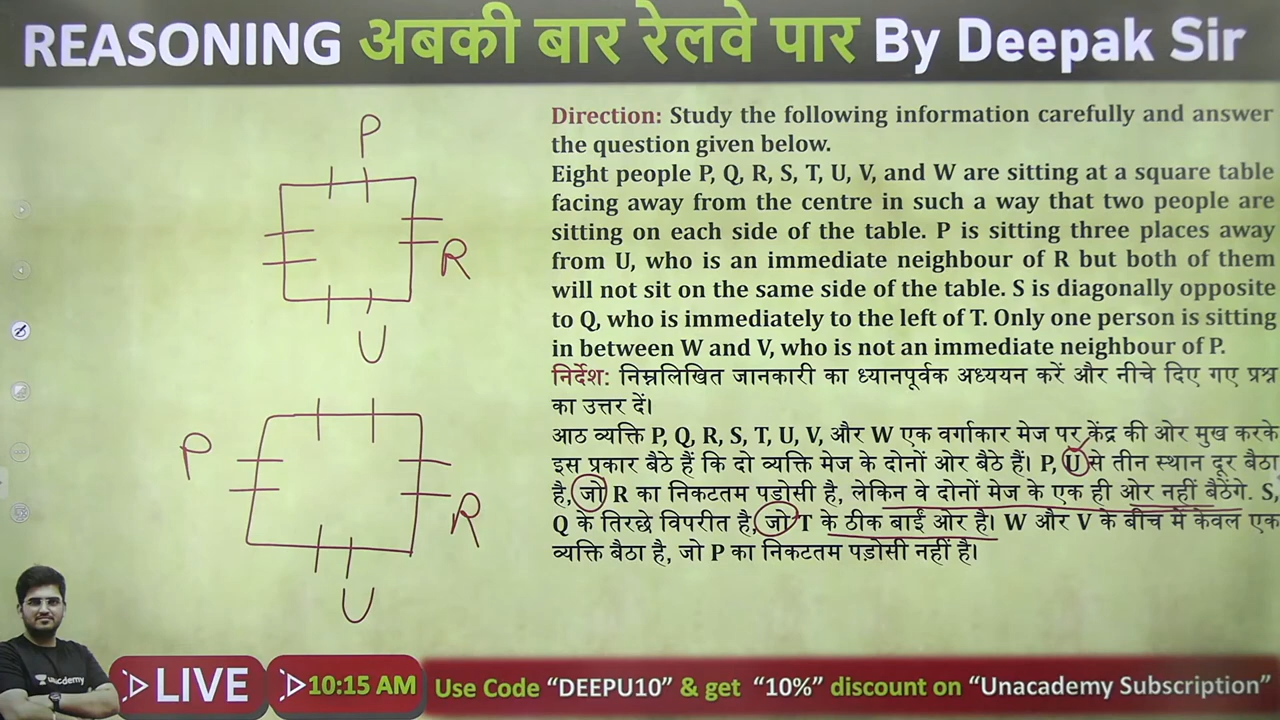 REASONING अबकी बार रेलवे पार By Deepak Sir
P
R
U
P
R
U
Direction: Study the following information carefully and answer
the question given below.
Eight people P, Q, R, S, T, U, V, and W are sitting at a square table
facing away from the centre in such a way that two people are
sitting on each side of the table. P is sitting three places away
from U, who is an immediate neighbour of R but both of them
will not sit on the same side of the table. S is diagonally opposite
to Q, who is immediately to the left of T. Only one person is sitting
in between W and V, who is not an immediate neighbour of P.
निर्देश: निम्नलिखित जानकारी का ध्यानपूर्वक अध्ययन करें और नीचे दिए गए प्रश्न
का उत्तर दें।
आठ व्यक्ति P, Q, R, S, T, U, V, और W एक वर्गाकार मेज पर केंद्र की ओर मुख करके
इस प्रकार बैठे हैं कि दो व्यक्ति मेज के दोनों ओर बैठे हैं। P, U से तीन स्थान दूर बैठा
है, जो R का निकटतम पड़ोसी है, लेकिन वे दोनों मेज के एक ही ओर नहीं बैठेंगे. S,
Q के तिरछे विपरीत है, जो T के ठीक बाईं ओर है। W और V के बीच में केवल एक
व्यक्ति बैठा है, जो P का निकटतम पड़ोसी नहीं है।
unacademy
LIVE
10:15 AM
Use Code “DEEPU10” & get “10%” discount on “Unacademy Subscription”